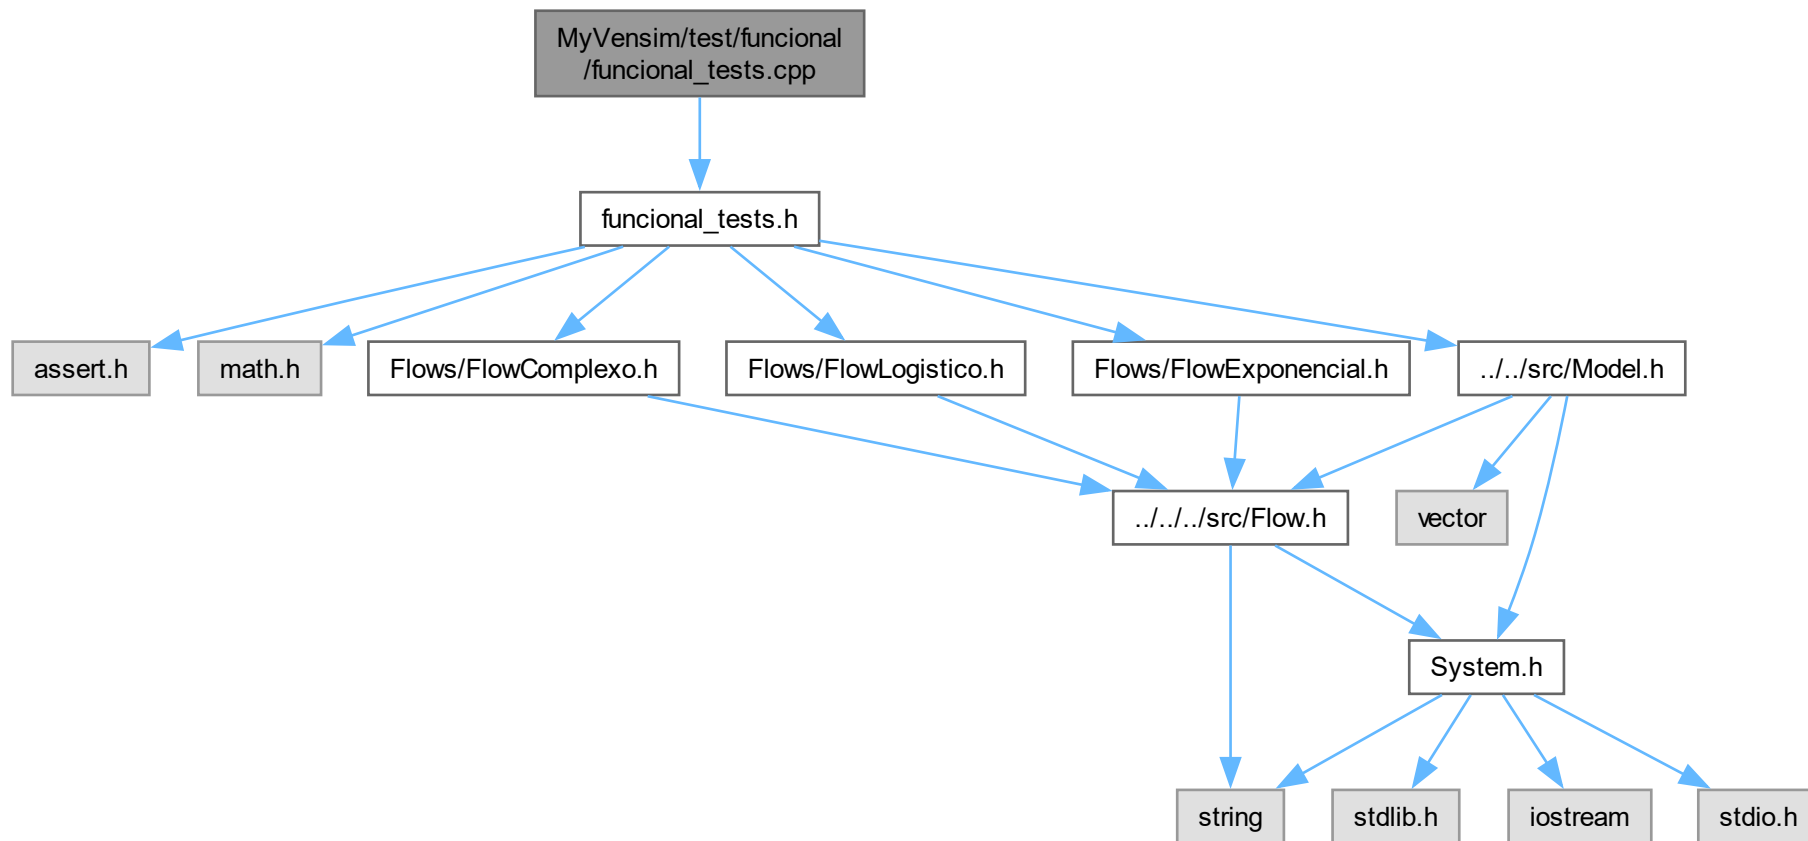 MyVensim/test/funcional
/funcional_tests.cpp
funcional_tests.h
assert.h
math.h
Flows/FlowComplexo.h
Flows/FlowLogistico.h
Flows/FlowExponencial.h
../../src/Model.h
../../../src/Flow.h
vector
System.h
string
stdlib.h
iostream
stdio.h